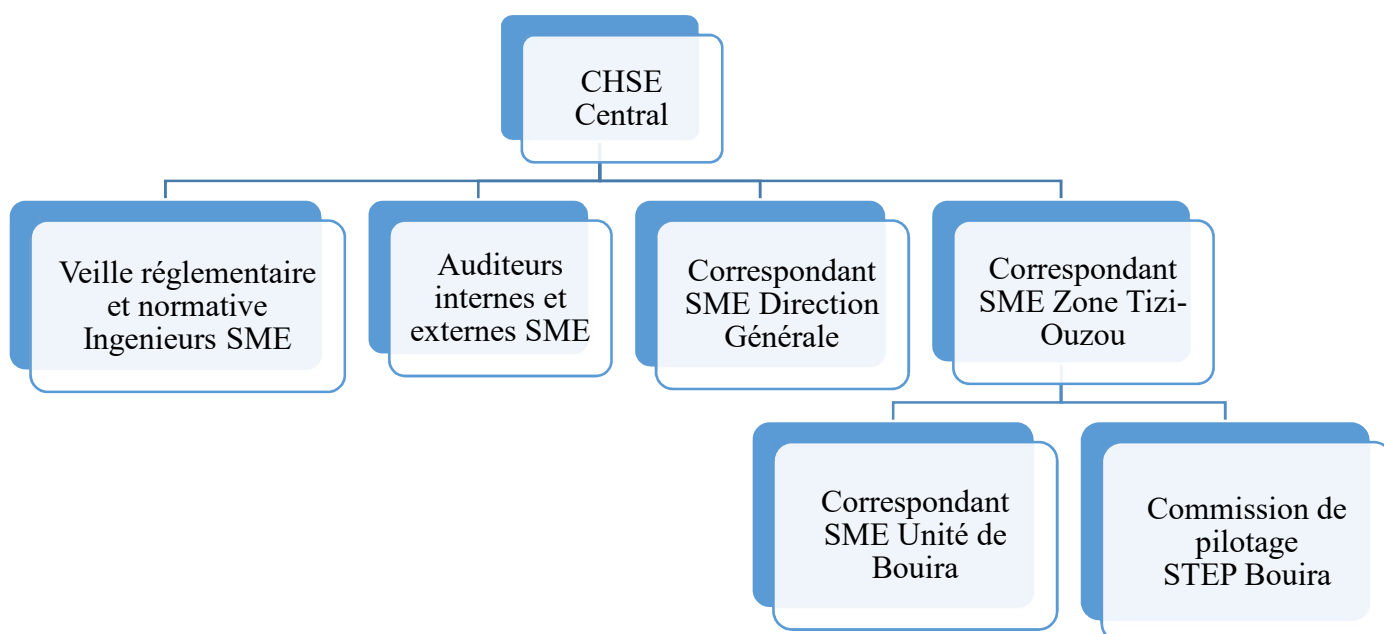 CHSE
Central
Veille réglementaire
et normative
Ingenieurs SME
Auditeurs
internes et
externes SME
Correspondant
SME Direction
Générale
Correspondant
SME Zone Tizi-
Ouzou
Correspondant
SME Unité de
Bouira
Commission de
pilotage
STEP Bouira